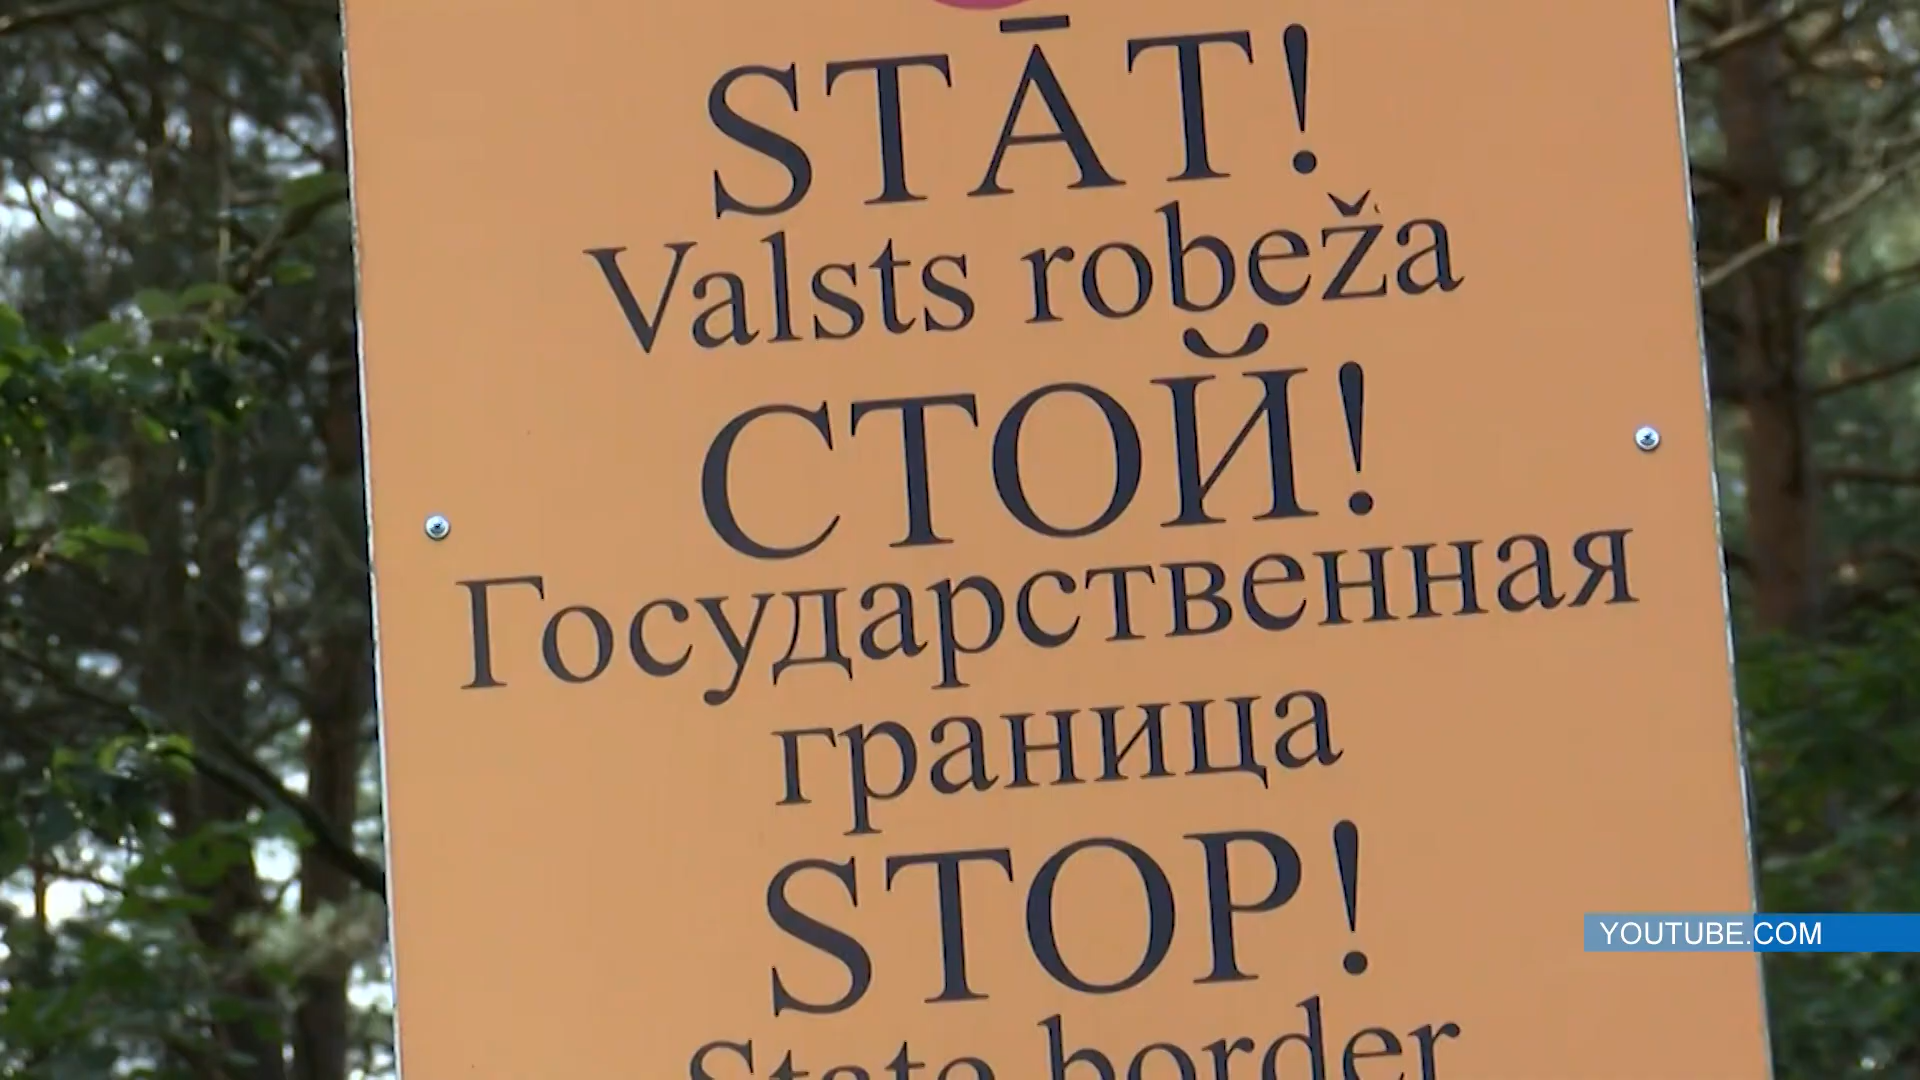 STĀT!
Valsts robeža
СТОЙ!
Государственная
граница
STOP!
State border
YOUTUBE.COM